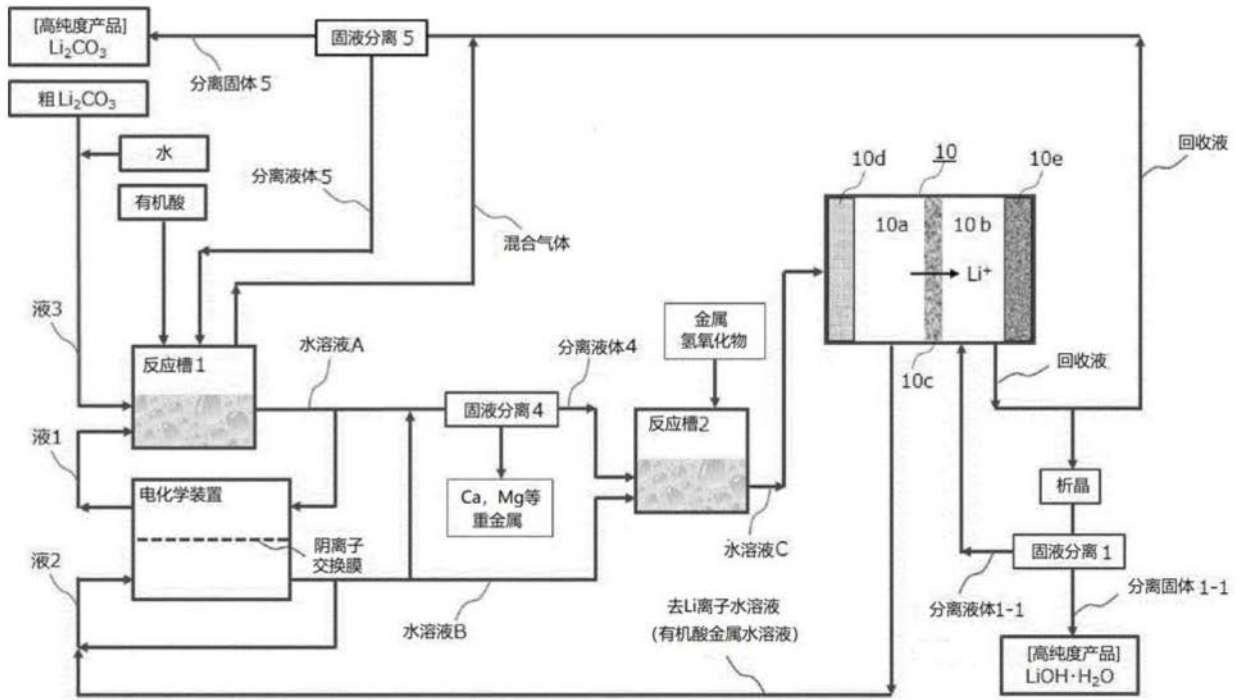 [高纯度产品]
Li₂CO₃
固液分离 5
分离固体 5
粗 Li₂CO₃
水
有机酸
分离液体5
混合气体
回收液
10d
10
10e
10a
10 b
Li⁺
10c
液3
反应槽 1
水溶液A
金属
氢氧化物
分离液体 4
固液分离 4
反应槽2
回收液
液1
电化学装置
Ca，Mg等
重金属
析晶
阴离子
交换膜
水溶液C
固液分离 1
液2
水溶液B
去Li离子水溶液
(有机酸金属水溶液）
分离液体1-1
分离固体1-1
[高纯度产品]
LiOH·H₂O